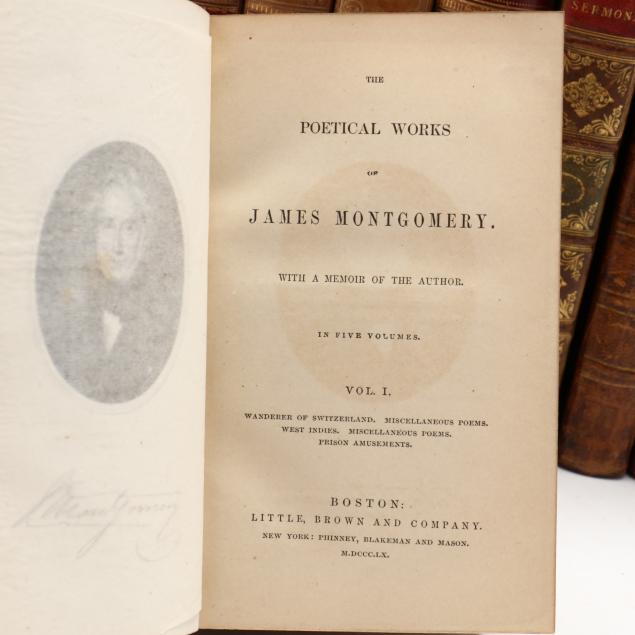 SERMON
THE
POETICAL WORKS
OF
JAMES MONTGOMERY.
WITH A MEMOIR OF THE AUTHOR.
IN FIVE VOLUMES.
VOL. I.
WANDERER OF SWITZERLAND. MISCELLANEOUS POEMS.
WEST INDIES. MISCELLANEOUS POEMS.
PRISON AMUSEMENTS.
BOSTON:
LITTLE, BROWN AND COMPANY.
NEW YORK: PHINNEY, BLAKEMAN AND MASON.
M.DCCC.LX.